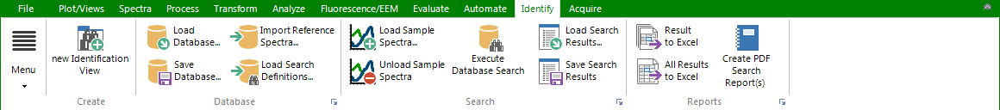 File Plot/Views Spectra Process Transform Analyze Fluorescence/EEM Evaluate Automate Identify Acquire
Menu
new Identification
View
Create
Load
Database...
Save
Database...
Import Reference
Spectra...
Load Search
Definitions...
Database
Load Sample
Spectra...
Unload Sample
Spectra
Execute
Database Search
Load Search
Results...
Save Search
Results
Search
Result
to Excel
All Results
to Excel
Create PDF
Search
Report(s)
Reports